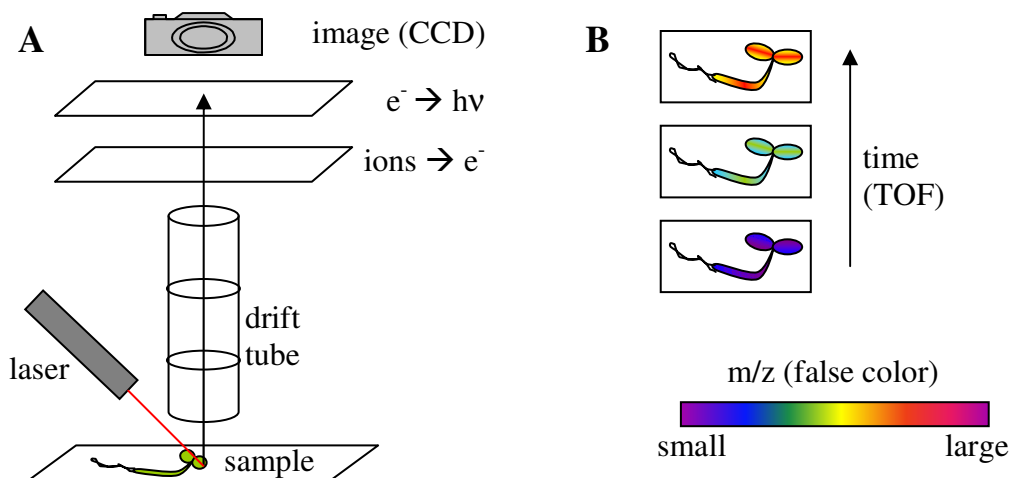 A
image (CCD)
e⁻ → hν
ions → e⁻
drift
tube
laser
sample
B
time
(TOF)
m/z (false color)
small
large